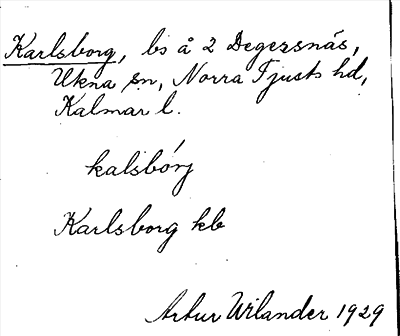 Karlsborg, bs å 2 Degersnäs,
Ukna sn, Norra Tjusts hd,
Kalmar l.
kalsbórj
Karlsborg kb
Artur Wilander 1929